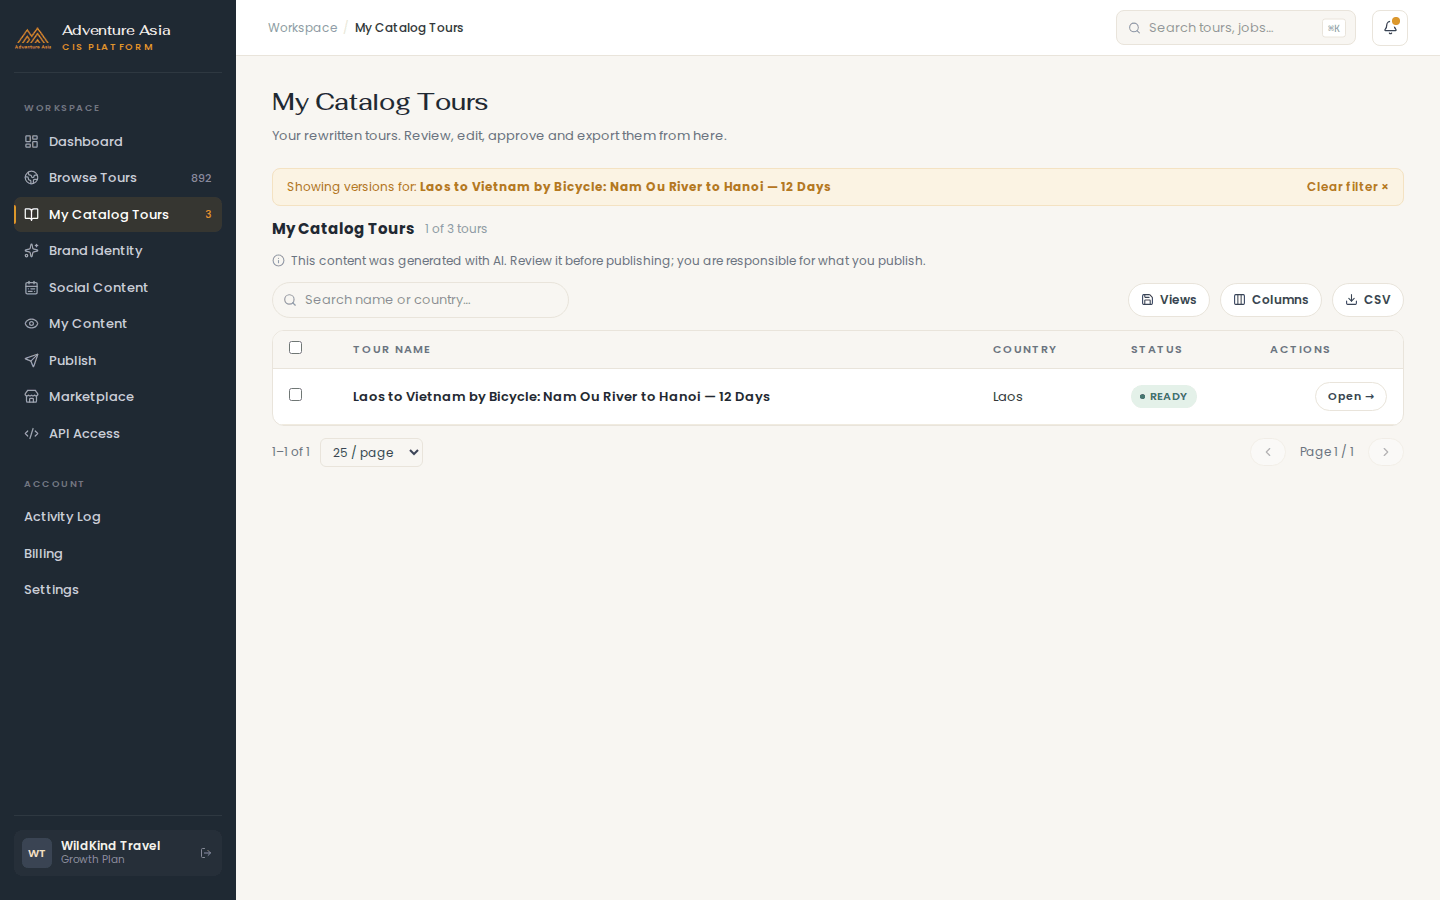 Adventure Asia
CIS PLATFORM
Adventure Asia
WORKSPACE
Dashboard
Browse Tours 892
My Catalog Tours 3
Brand Identity
Social Content
My Content
Publish
Marketplace
API Access
ACCOUNT
Activity Log
Billing
Settings
WT
WildKind Travel
Growth Plan
Workspace / My Catalog Tours
Search tours, jobs... ⌘K
My Catalog Tours
Your rewritten tours. Review, edit, approve and export them from here.
Showing versions for: Laos to Vietnam by Bicycle: Nam Ou River to Hanoi — 12 Days Clear filter ×
My Catalog Tours 1 of 3 tours
This content was generated with AI. Review it before publishing; you are responsible for what you publish.
Search name or country... Views Columns CSV
TOUR NAME COUNTRY STATUS ACTIONS
Laos to Vietnam by Bicycle: Nam Ou River to Hanoi — 12 Days Laos READY Open →
1–1 of 1 25 / page Page 1 / 1